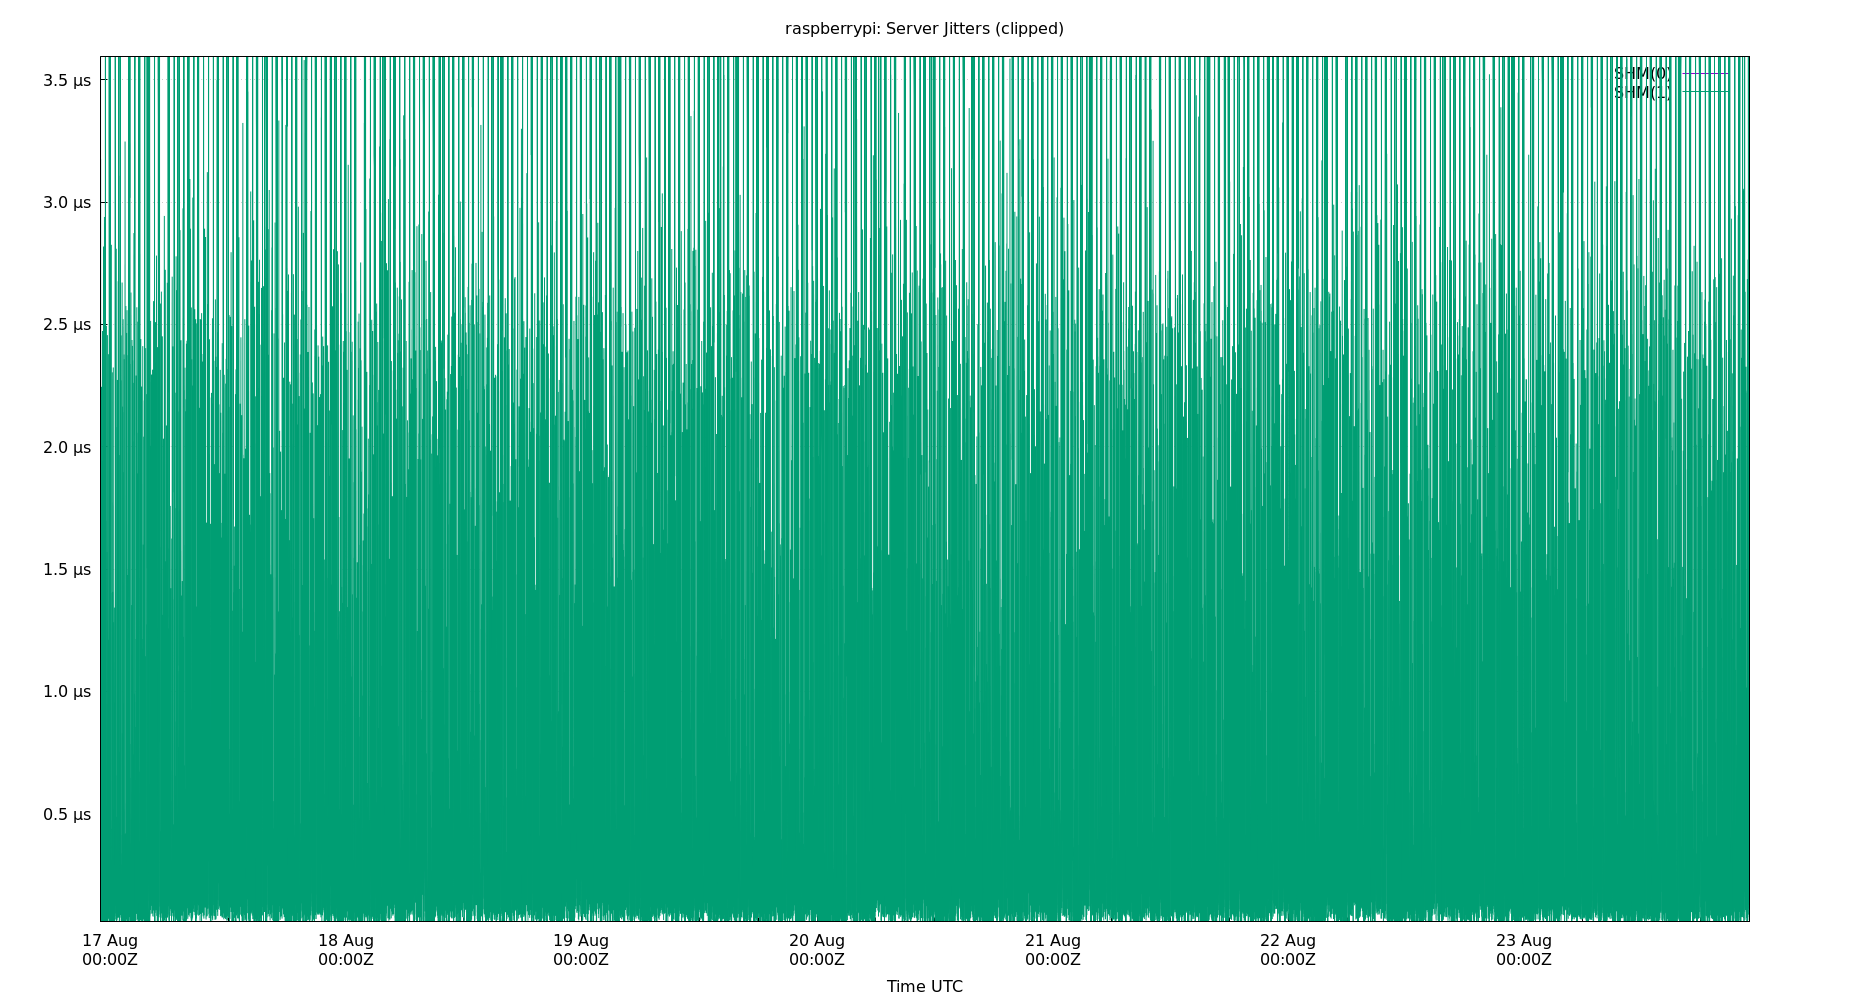 raspberrypi: Server Jitters (clipped)
3.5 µs
SHM(0)
SHM(1)
3.0 µs
2.5 µs
2.0 µs
1.5 µs
1.0 µs
0.5 µs
17 Aug 18 Aug 19 Aug 20 Aug 21 Aug 22 Aug 23 Aug
00:00Z 00:00Z 00:00Z 00:00Z 00:00Z 00:00Z 00:00Z
Time UTC